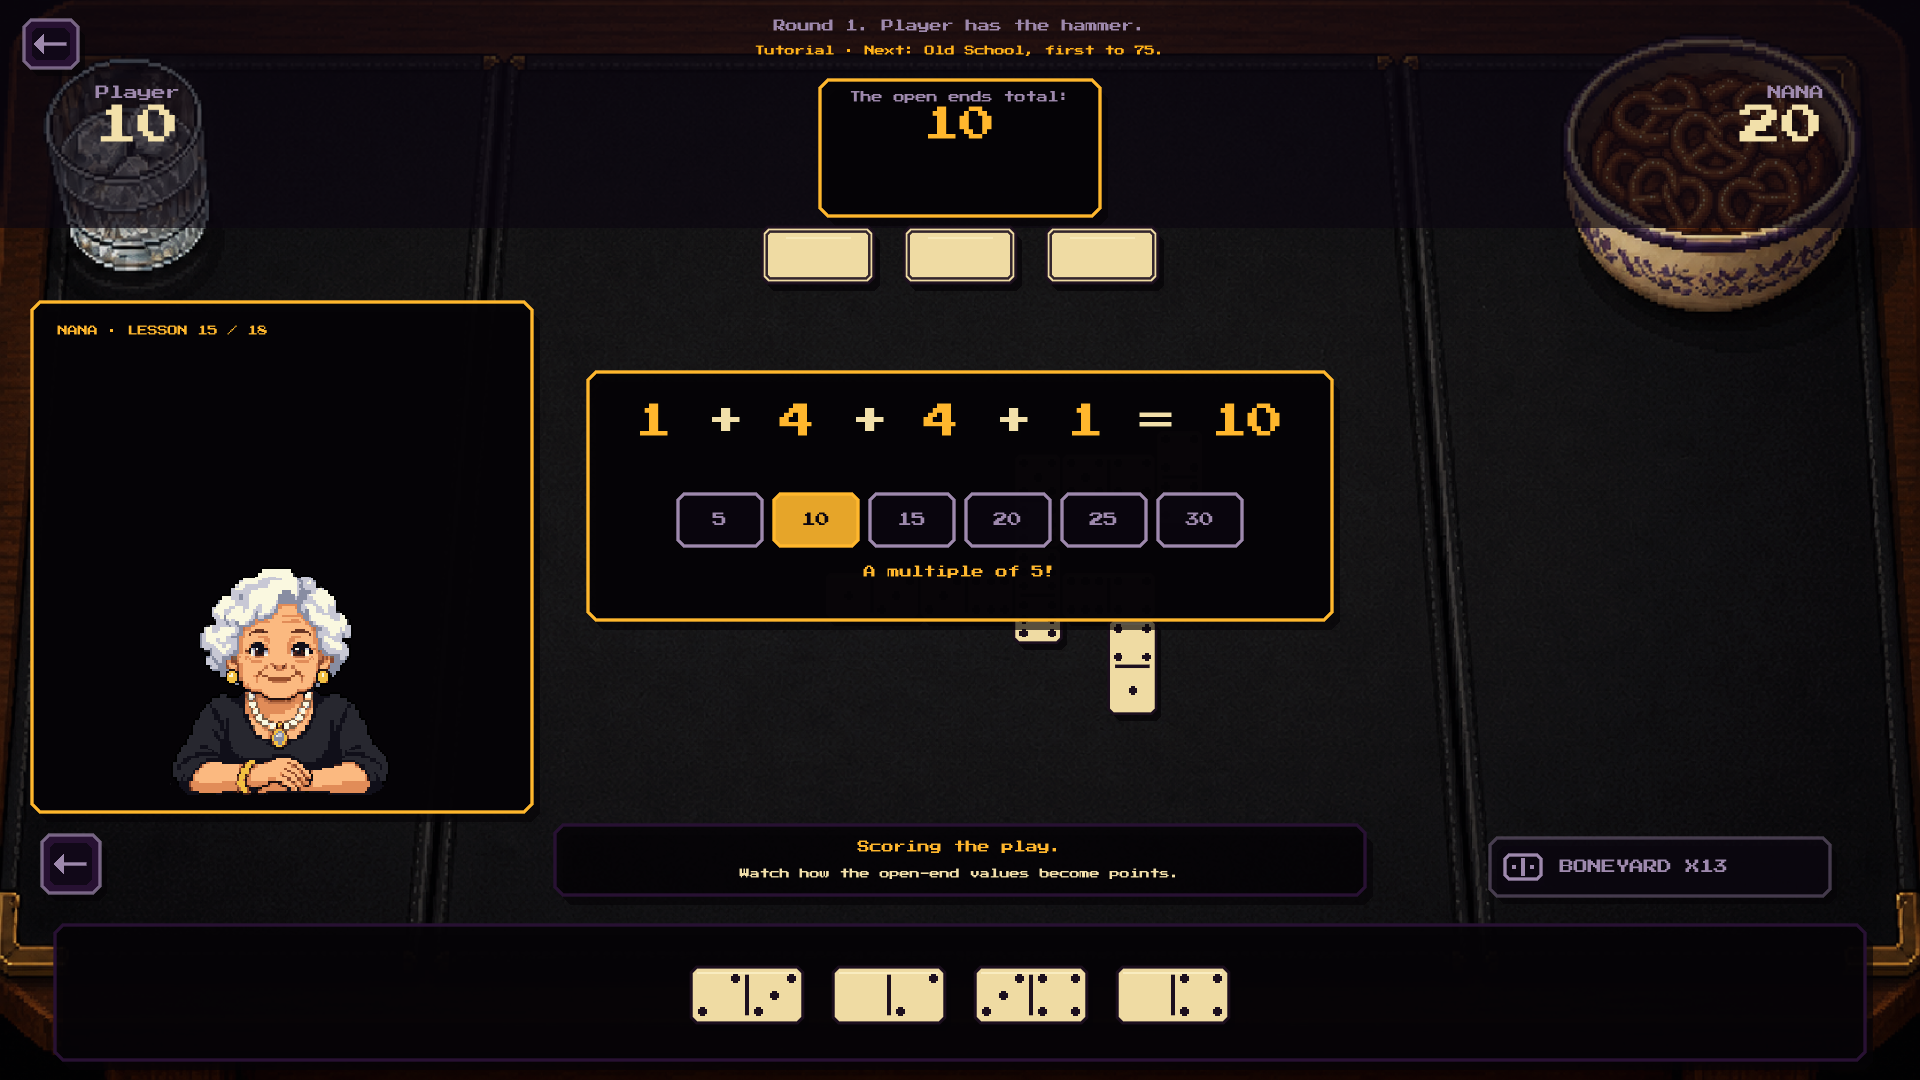 Round 1. Player has the hammer.
Tutorial · Next: Old School, first to 75.
Player
10
The open ends total:
10
NANA
20
NANA · LESSON 15 / 18
1 + 4 + 4 + 1 = 10
5 10 15 20 25 30
A multiple of 5!
Scoring the play.
Watch how the open-end values become points.
BONEYARD X13